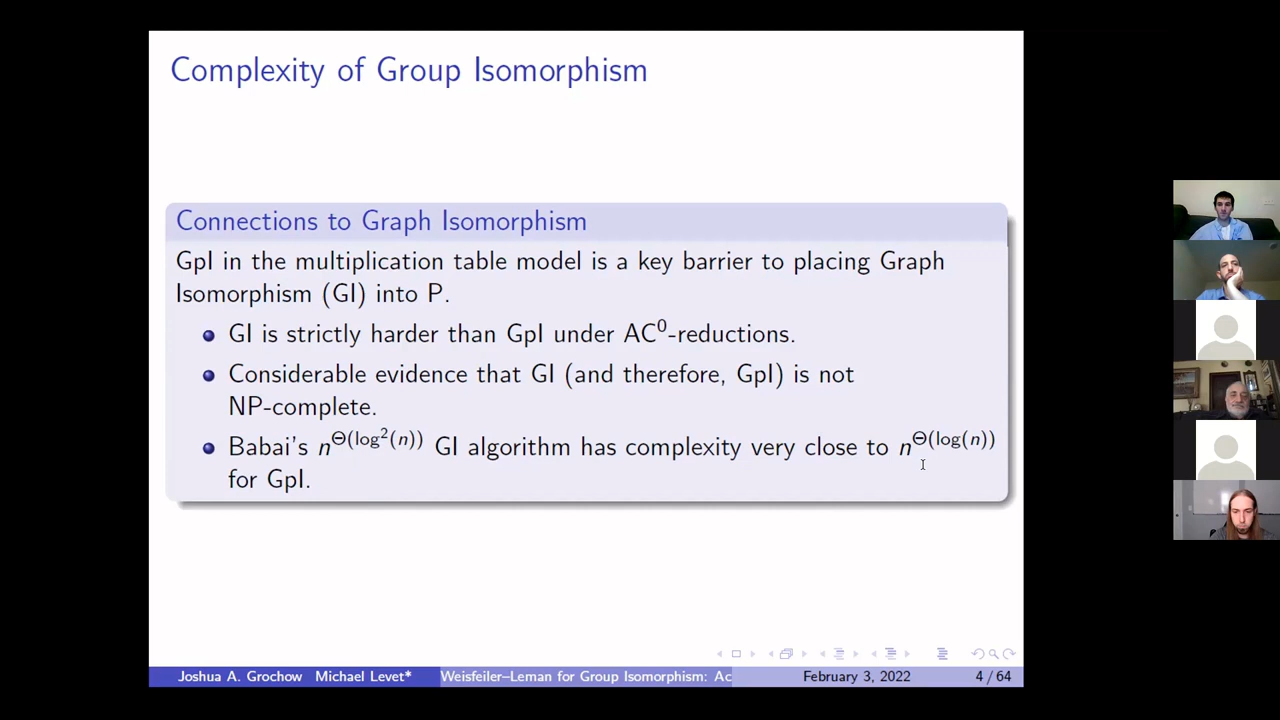 Complexity of Group Isomorphism
Connections to Graph Isomorphism
GpI in the multiplication table model is a key barrier to placing Graph
Isomorphism (GI) into P.
GI is strictly harder than GpI under AC⁰-reductions.
Considerable evidence that GI (and therefore, GpI) is not
NP-complete.
Babai's n^Θ(log²(n)) GI algorithm has complexity very close to n^Θ(log(n))
for GpI.
Joshua A. Grochow Michael Levet* Weisfeiler–Leman for Group Isomorphism: Ac February 3, 2022 4 / 64